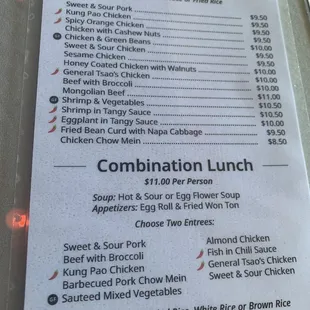 Fried Rice
Sweet & Sour Pork
Kung Pao Chicken $9.50
Spicy Orange Chicken $9.50
Chicken with Cashew Nuts $9.50
Chicken & Green Beans $10.00
Sweet & Sour Chicken $9.50
Sesame Chicken $9.50
Honey Coated Chicken with Walnuts $10.00
General Tsao's Chicken $10.00
Beef with Broccoli $10.00
Mongolian Beef $11.00
GF Shrimp & Vegetables $10.50
Shrimp in Tangy Sauce $10.50
Eggplant in Tangy Sauce $10.00
Fried Bean Curd with Napa Cabbage $9.50
Chicken Chow Mein $8.50
Combination Lunch
$11.00 Per Person
Soup: Hot & Sour or Egg Flower Soup
Appetizers: Egg Roll & Fried Won Ton
Choose Two Entrees:
Sweet & Sour Pork
Beef with Broccoli
Kung Pao Chicken
Barbecued Pork Chow Mein
GF Sauteed Mixed Vegetables
Almond Chicken
Fish in Chili Sauce
General Tsao's Chicken
Sweet & Sour Chicken
Rice, White Rice or Brown Rice